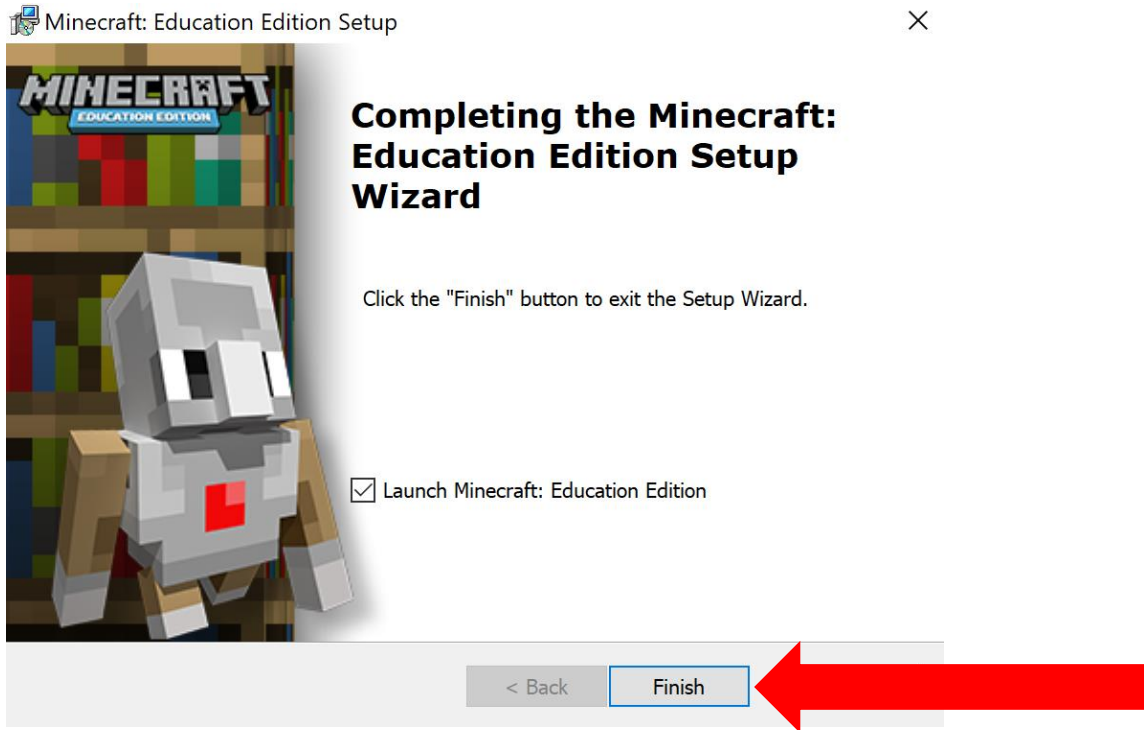 Minecraft: Education Edition Setup
MINECRAFT
EDUCATION EDITION
Completing the Minecraft:
Education Edition Setup
Wizard
Click the "Finish" button to exit the Setup Wizard.
Launch Minecraft: Education Edition
< Back
Finish